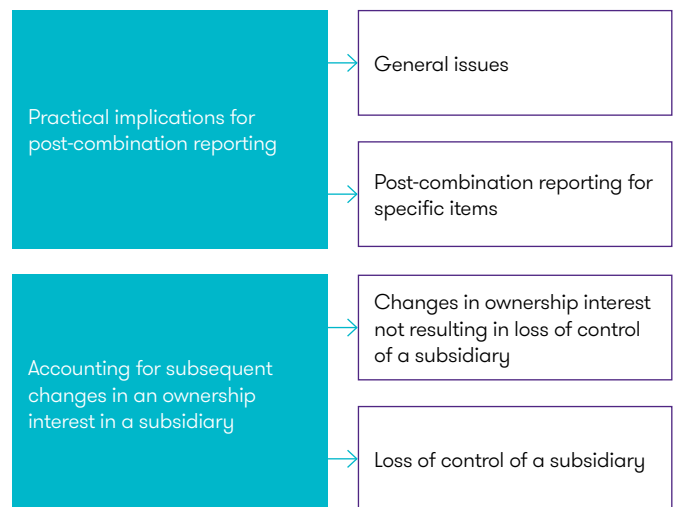 Practical implications for
post-combination reporting
General issues
Post-combination reporting for
specific items
Accounting for subsequent
changes in an ownership
interest in a subsidiary
Changes in ownership interest
not resulting in loss of control
of a subsidiary
Loss of control of a subsidiary